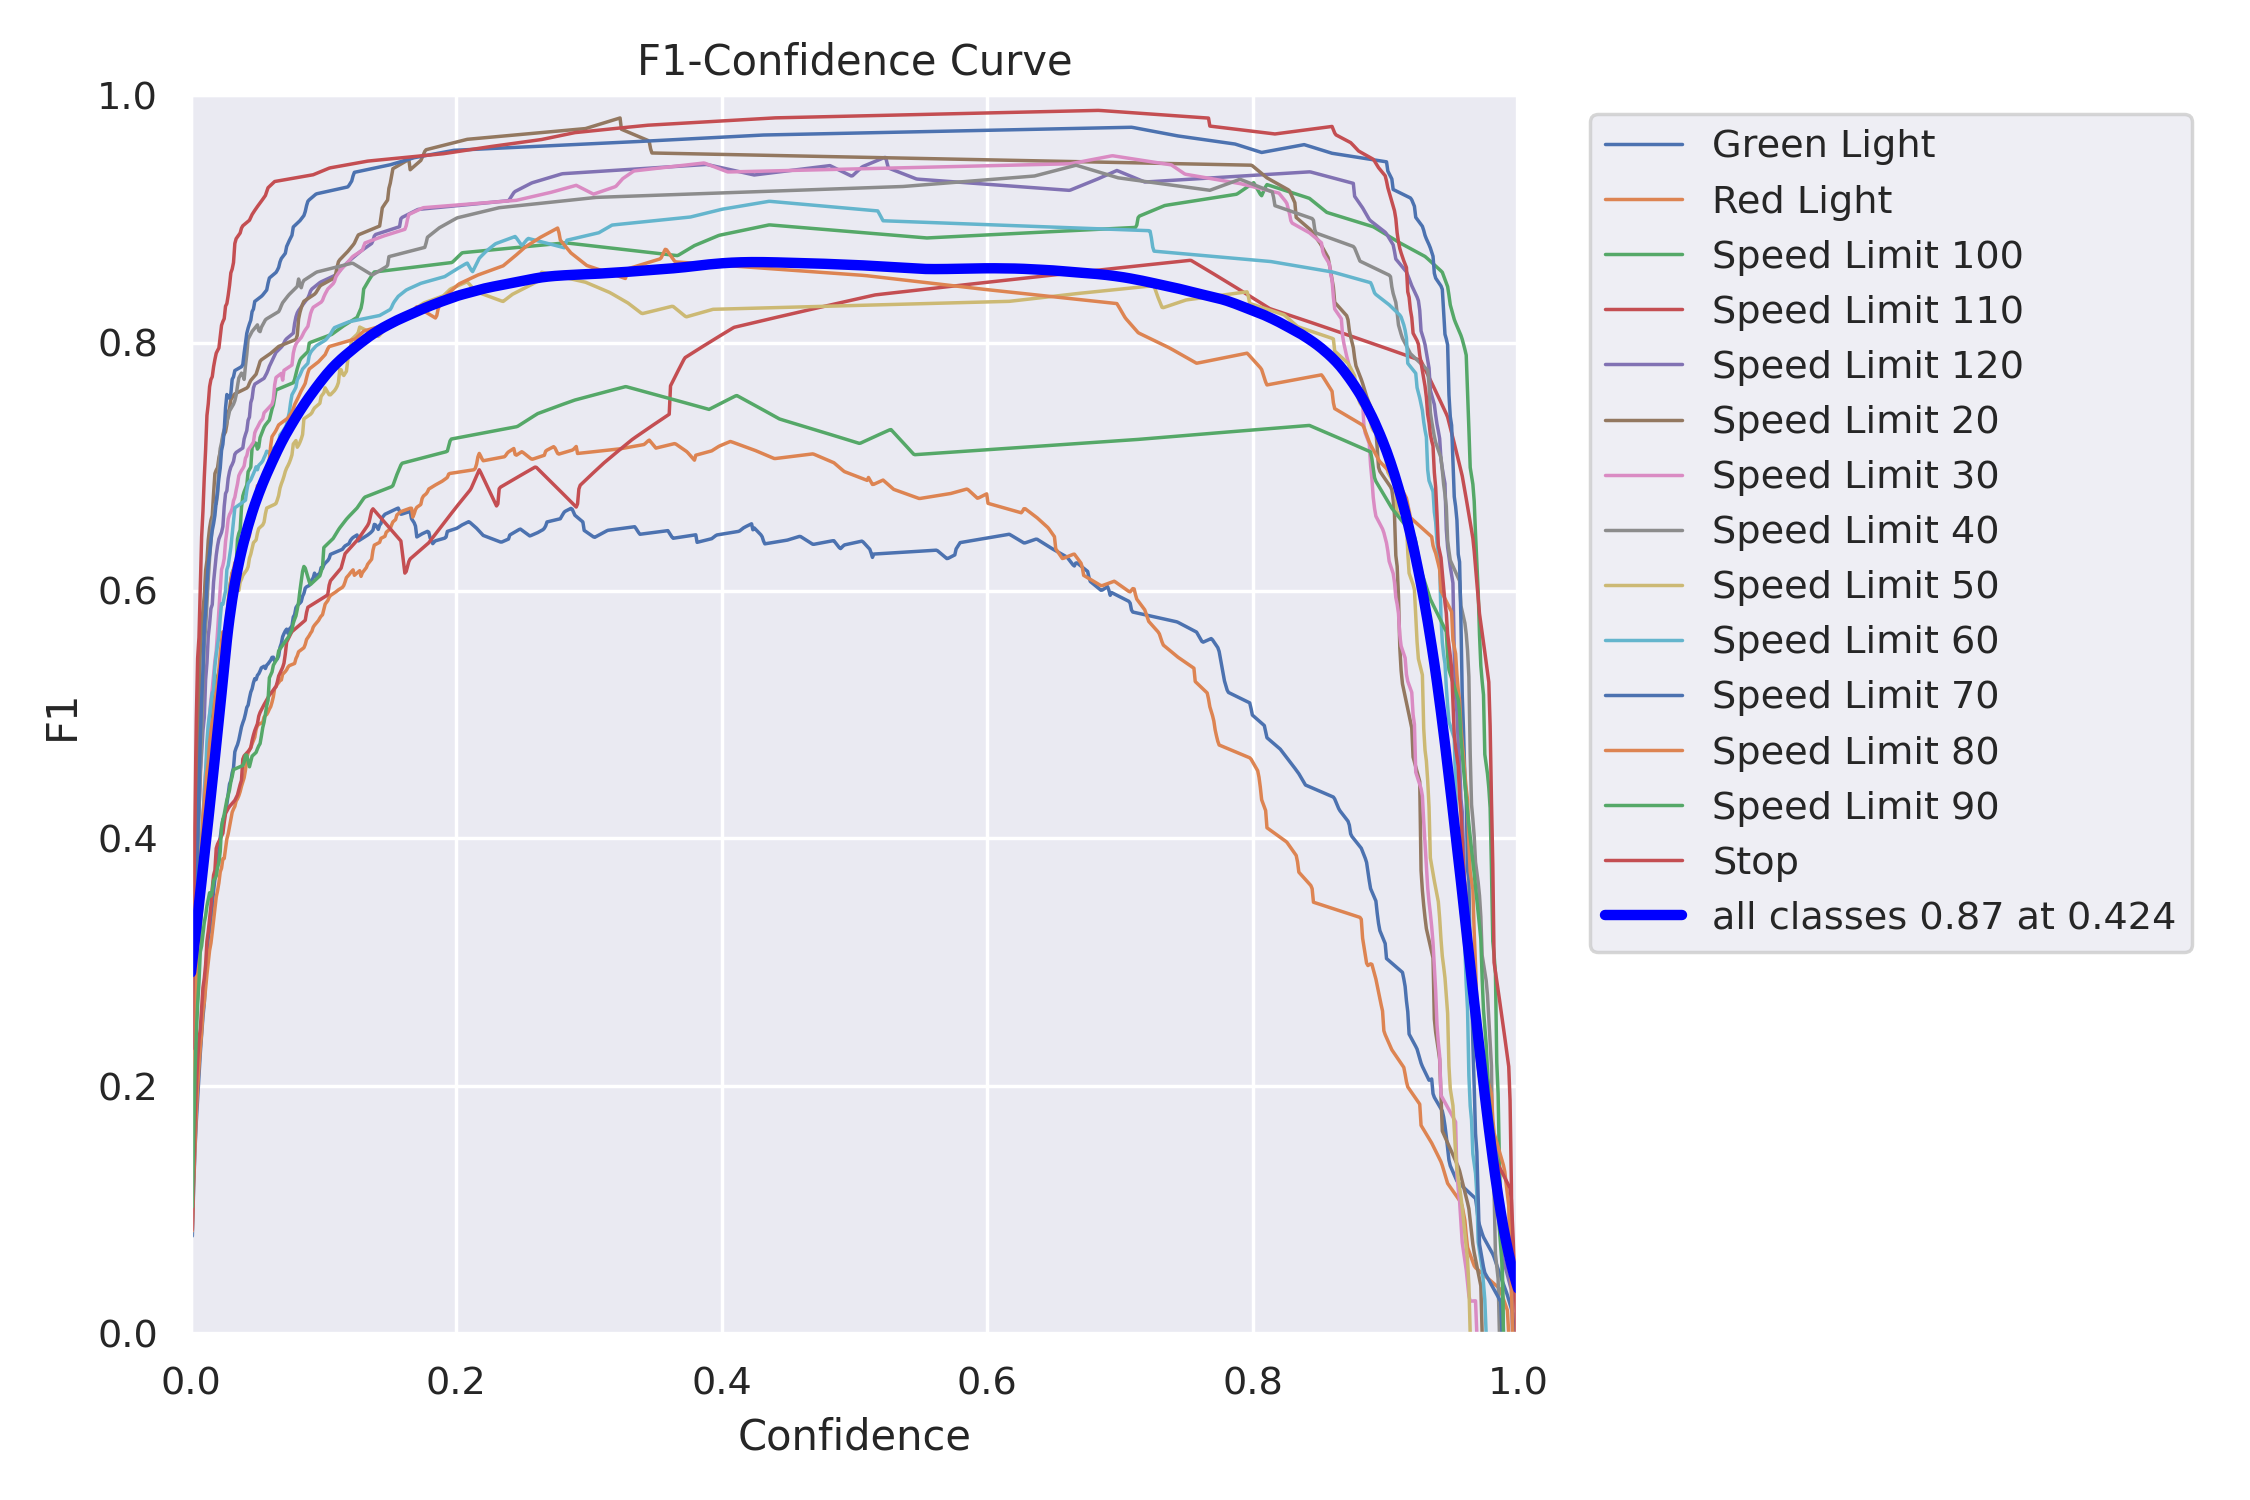 F1-Confidence Curve
1.0
0.8
0.6
0.4
0.2
0.0
F1
0.0 0.2 0.4 0.6 0.8 1.0
Confidence
Green Light
Red Light
Speed Limit 100
Speed Limit 110
Speed Limit 120
Speed Limit 20
Speed Limit 30
Speed Limit 40
Speed Limit 50
Speed Limit 60
Speed Limit 70
Speed Limit 80
Speed Limit 90
Stop
all classes 0.87 at 0.424